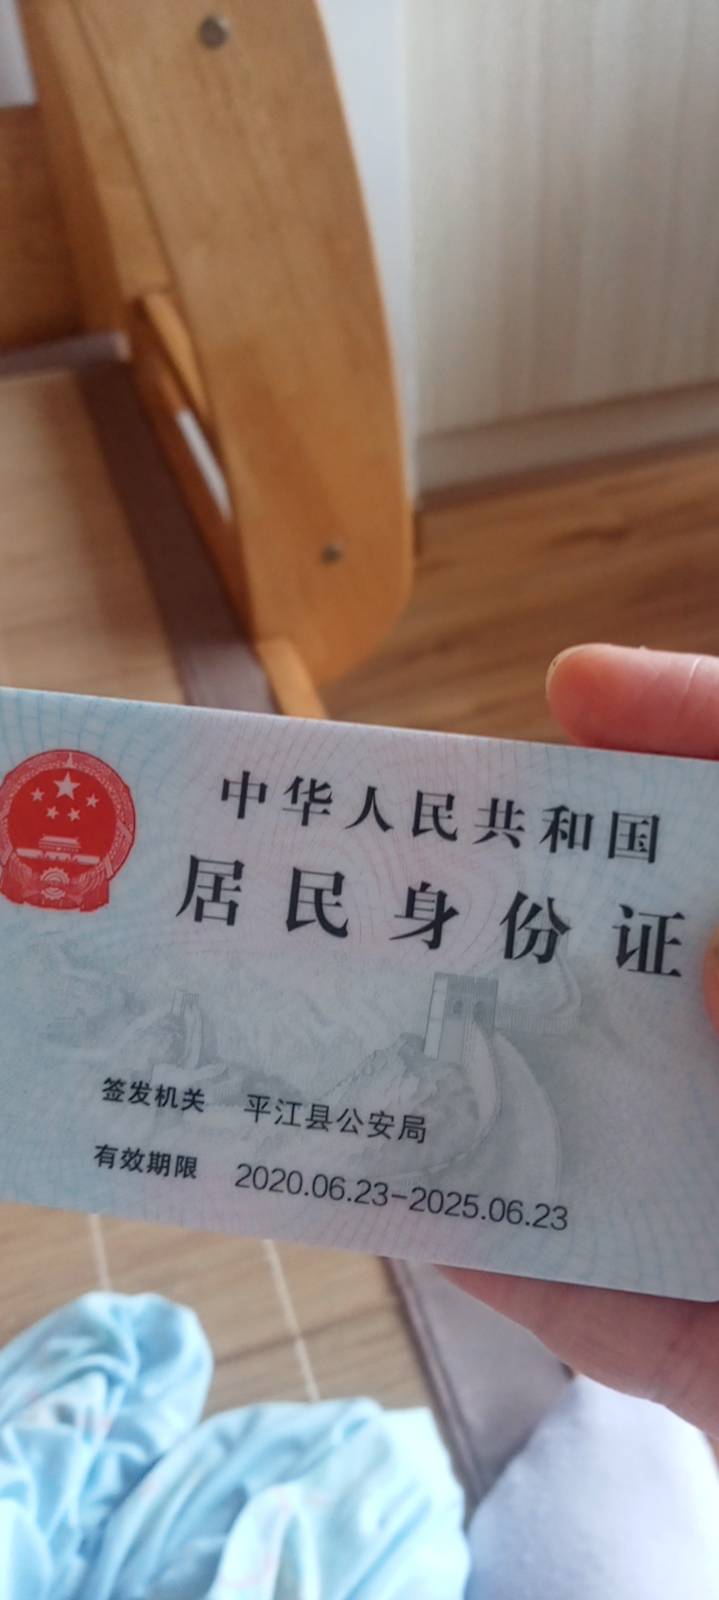 中华人民共和国
居民身份证
签发机关 平江县公安局
有效期限 2020.06.23-2025.06.23